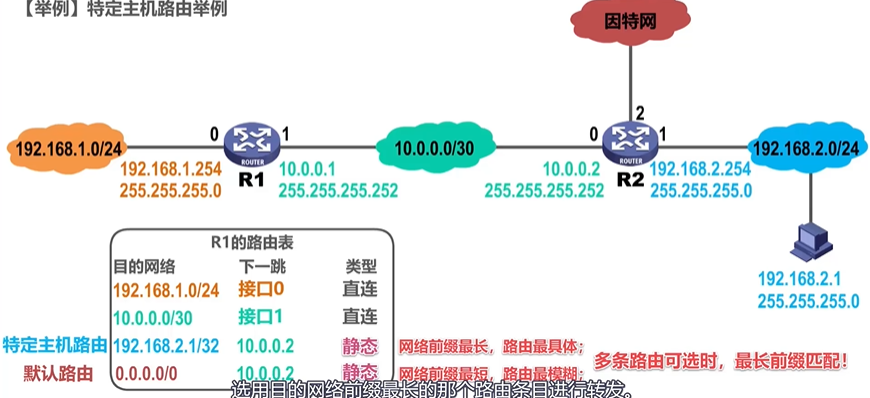 【举例】特定主机路由举例
因特网
2
0
1
0
1
192.168.1.0/24
10.0.0.0/30
192.168.2.0/24
ROUTER
ROUTER
192.168.1.254
10.0.0.1
10.0.0.2
192.168.2.254
255.255.255.0
R1
255.255.255.252
255.255.255.252
R2
255.255.255.0
R1的路由表
目的网络 下一跳 类型
192.168.1.0/24 接口0 直连
10.0.0.0/30 接口1 直连
特定主机路由 192.168.2.1/32 10.0.0.2 静态 网络前缀最长，路由最具体；
默认路由 0.0.0.0/0 10.0.0.2 静态 网络前缀最短，路由最模糊；
多条路由可选时，最长前缀匹配！
192.168.2.1
255.255.255.0
选用目的网络前缀最长的那个路由条目进行转发。